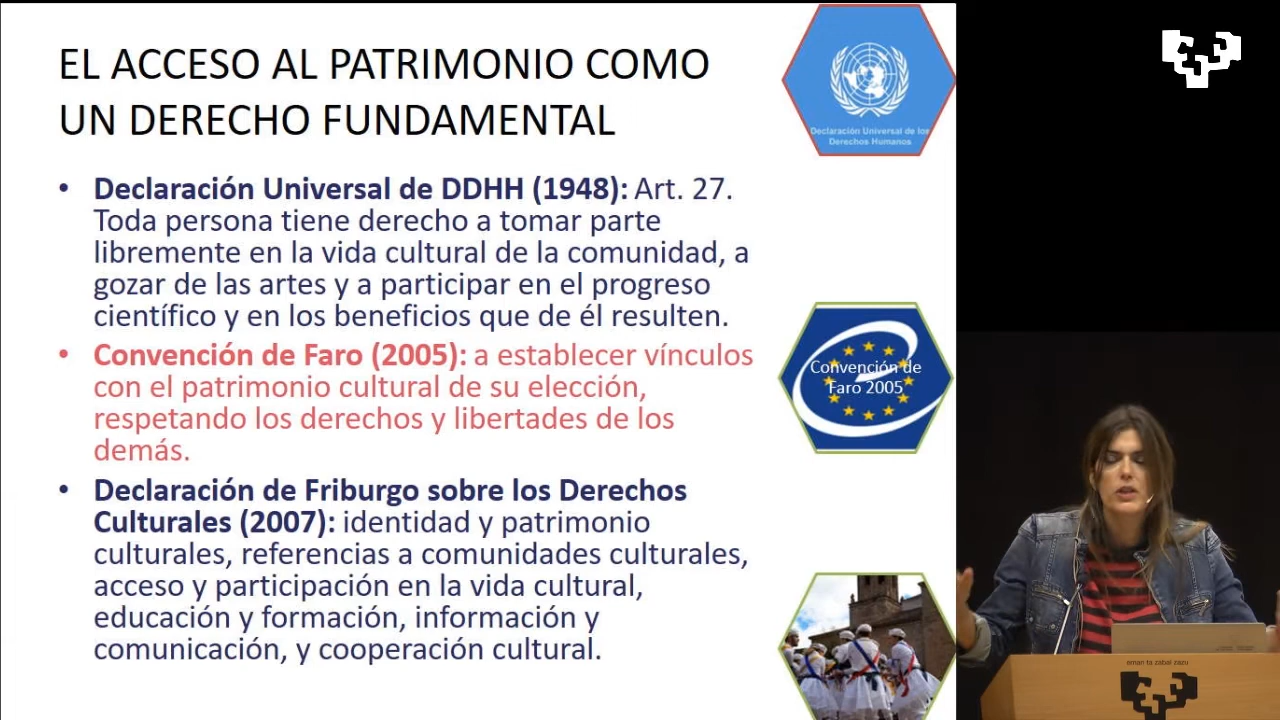 EL ACCESO AL PATRIMONIO COMO
UN DERECHO FUNDAMENTAL
• Declaración Universal de DDHH (1948): Art. 27.
Toda persona tiene derecho a tomar parte
libremente en la vida cultural de la comunidad, a
gozar de las artes y a participar en el progreso
científico y en los beneficios que de él resulten.
• Convención de Faro (2005): a establecer vínculos
con el patrimonio cultural de su elección,
respetando los derechos y libertades de los
demás.
• Declaración de Friburgo sobre los Derechos
Culturales (2007): identidad y patrimonio
culturales, referencias a comunidades culturales,
acceso y participación en la vida cultural,
educación y formación, información y
comunicación, y cooperación cultural.
Declaración Universal de los
Derechos Humanos
Convención de
Faro 2005
eman ta zabal zazu